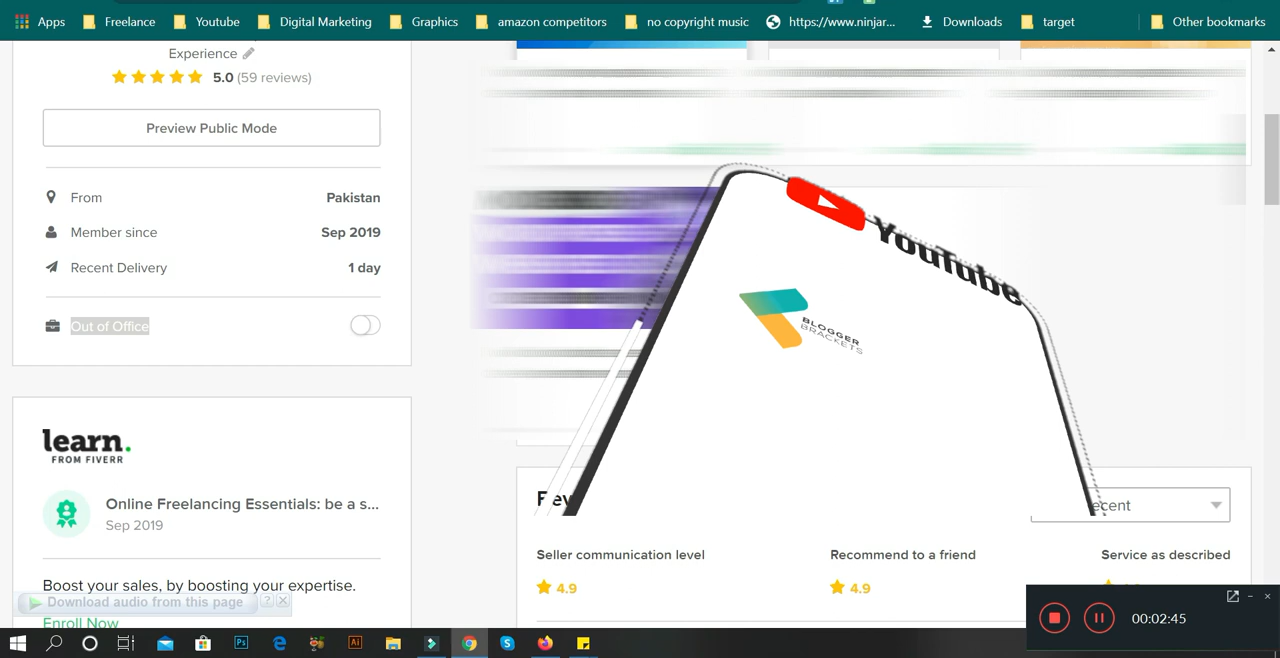 Apps Freelance Youtube Digital Marketing Graphics amazon competitors no copyright music https://www.ninjar... Downloads target Other bookmarks
Experience
5.0 (59 reviews)
Preview Public Mode
From Pakistan
Member since Sep 2019
Recent Delivery 1 day
Out of Office
YouTube
BLOGGER
BRACKETS
learn.
FROM FIVERR
Online Freelancing Essentials: be a s...
Sep 2019
Boost your sales, by boosting your expertise.
Download audio from this page ?
Enroll Now
Seller communication level
4.9
Recommend to a friend
4.9
Service as described
00:02:45